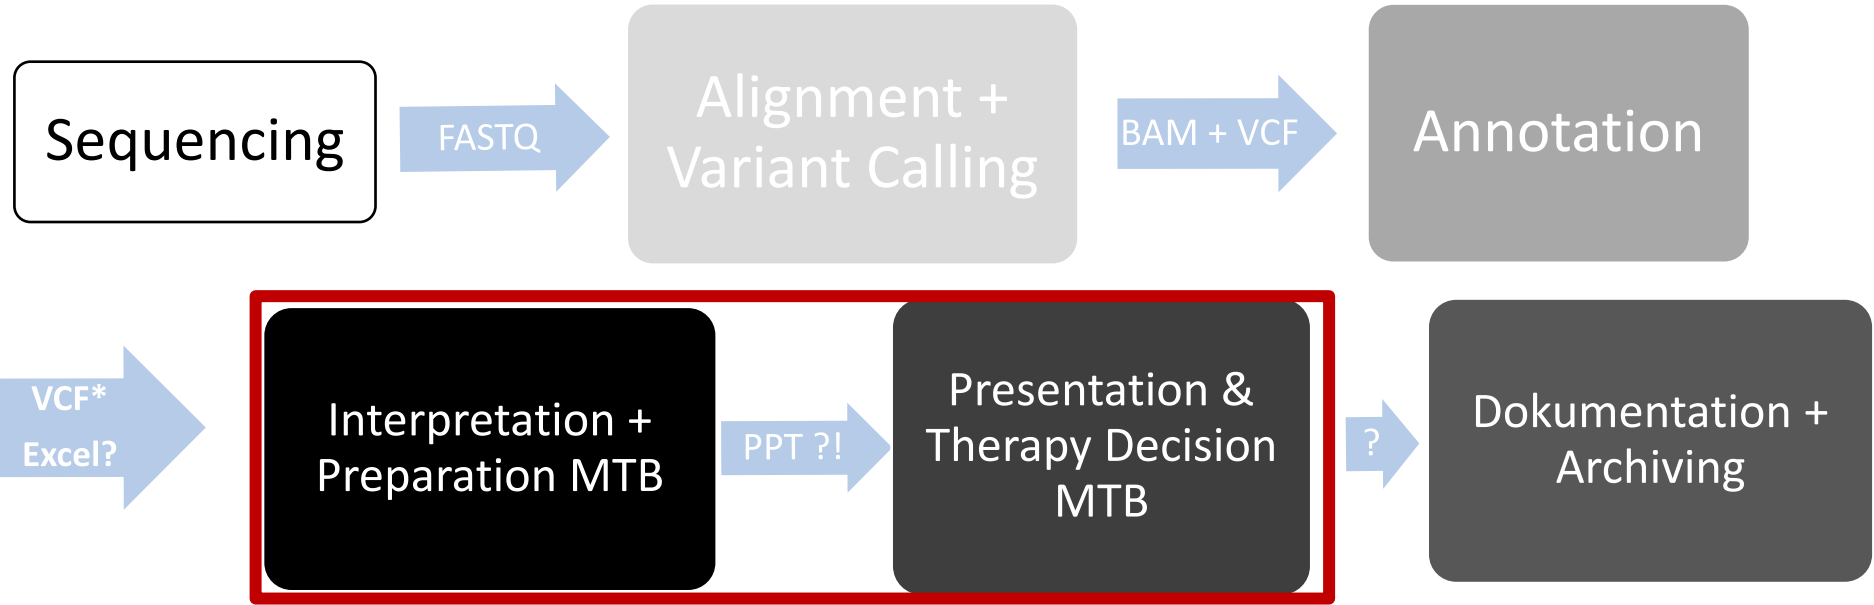 Sequencing
FASTQ
Alignment +
Variant Calling
BAM + VCF
Annotation
VCF*
Excel?
Interpretation +
Preparation MTB
PPT ?!
Presentation &
Therapy Decision
MTB
?
Dokumentation +
Archiving